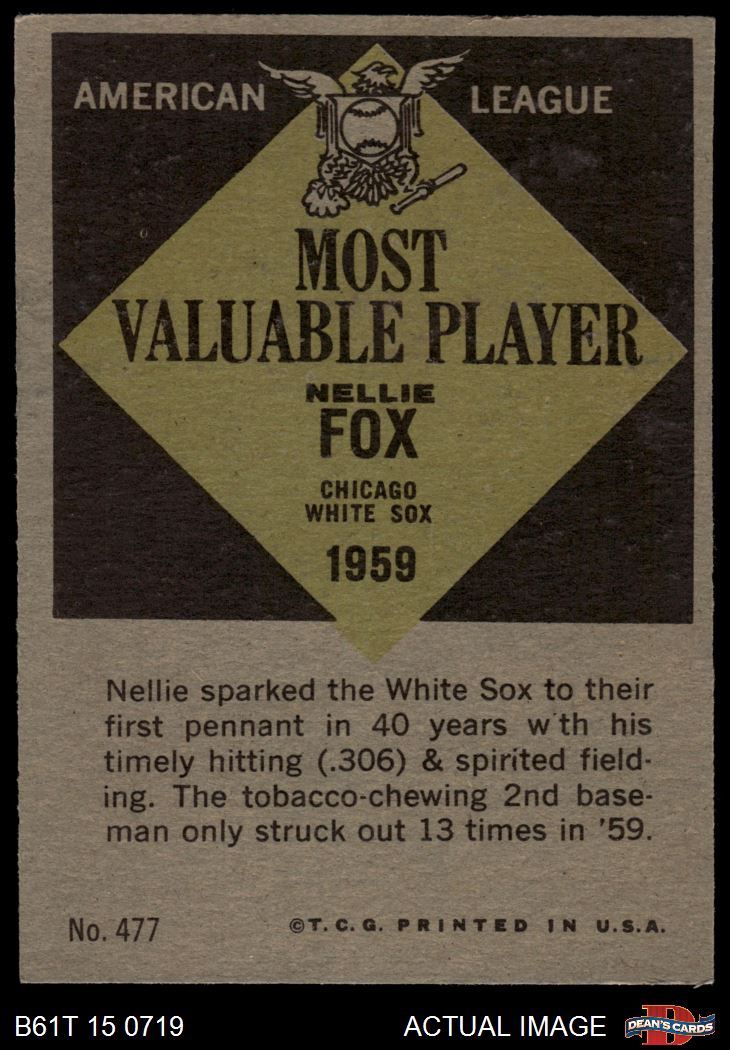 AMERICAN LEAGUE
MOST
VALUABLE PLAYER
NELLIE
FOX
CHICAGO
WHITE SOX
1959
Nellie sparked the White Sox to their
first pennant in 40 years w th his
timely hitting (.306) & spirited field-
ing. The tobacco-chewing 2nd base-
man only struck out 13 times in '59.
No. 477 ©T.C.G. PRINTED IN U.S.A.
B61T 15 0719 ACTUAL IMAGE D DEAN'S CARDS